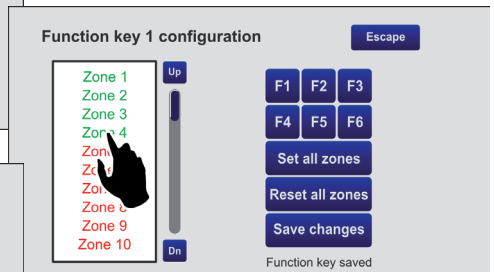 Function key 1 configuration
Escape
Zone 1
Zone 2
Zone 3
Zone 4
Zone 9
Zone 10
Up
Dn
F1 F2 F3
F4 F5 F6
Set all zones
Reset all zones
Save changes
Function key saved